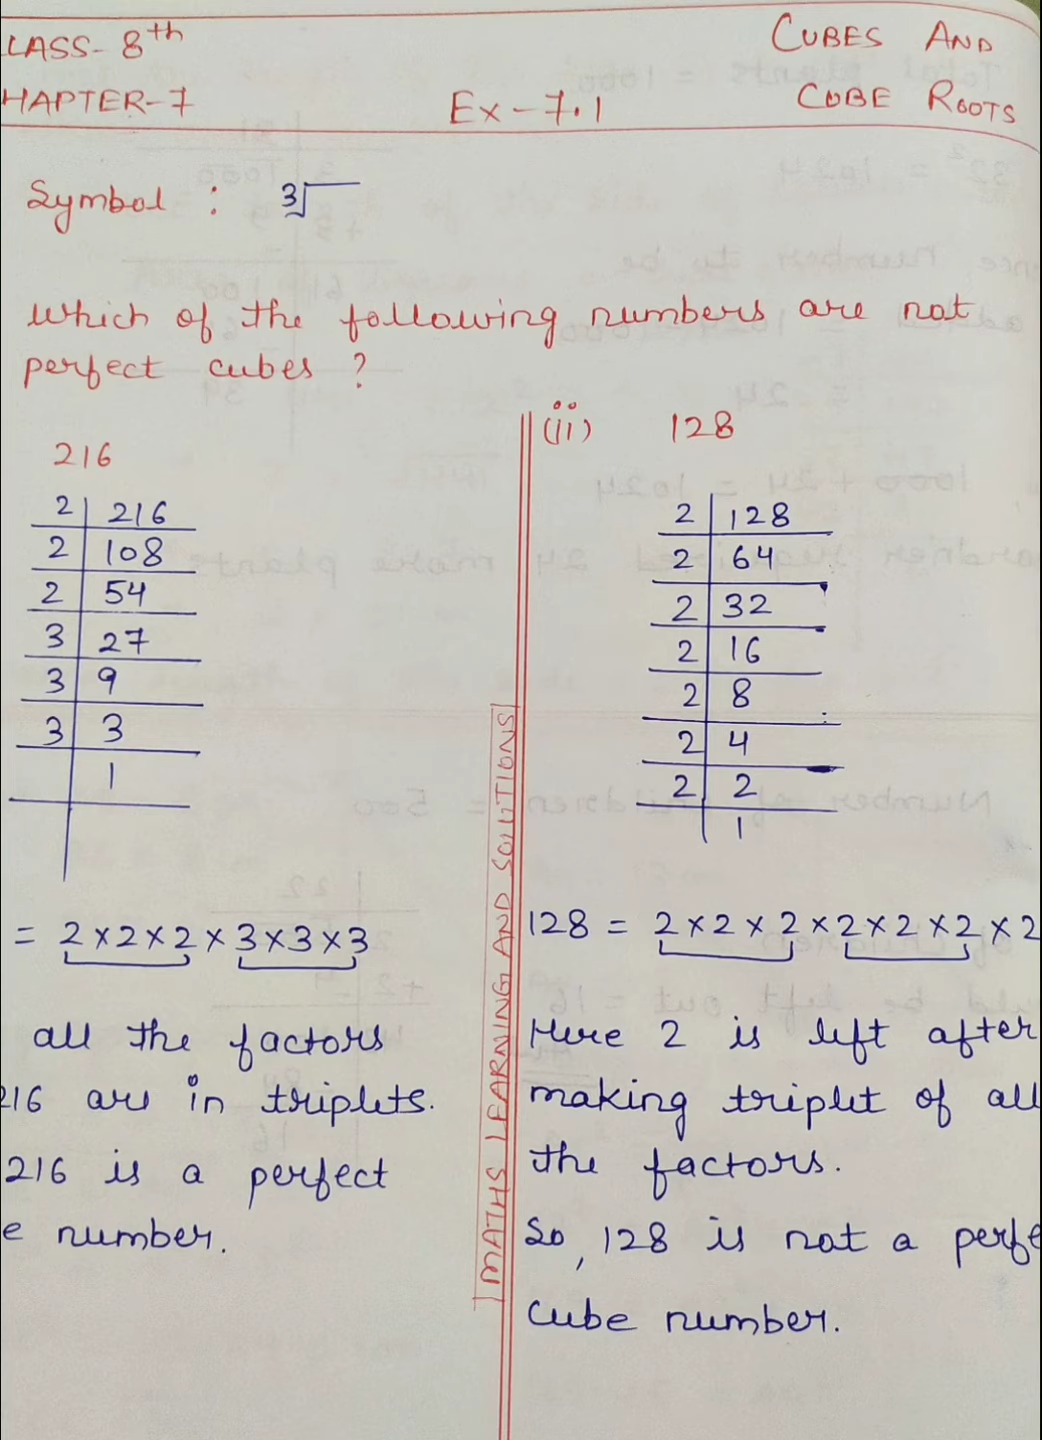 LASS- 8th
HAPTER-7
Ex-7.1
CUBES AND
CUBE ROOTS
Symbol : ∛
Which of the following numbers are not
perfect cubes ?
216
2 | 216
2 | 108
2 | 54
3 | 27
3 | 9
3 | 3
1
= 2×2×2×3×3×3
all the factors
216 are in triplets.
216 is a perfect
e number.
MATHS LEARNING AND SOLUTIONS
(ii) 128
2 | 128
2 | 64
2 | 32
2 | 16
2 | 8
2 | 4
2 | 2
1
128 = 2×2×2×2×2×2×2
Here 2 is left after
making triplet of all
the factors.
So, 128 is not a perfe
cube number.